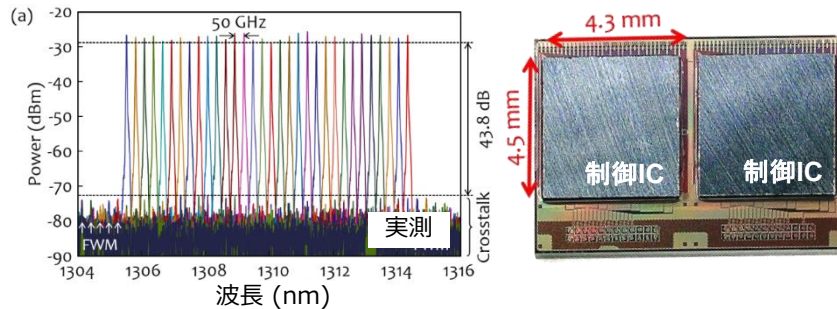 (a)
-20
-30
-40
-50
-60
-70
-80
-90
Power (dBm)
50 GHz
43.8 dB
Crosstalk
FWM
実測
1304
1306
1308
1310
1312
1314
1316
波長 (nm)
4.3 mm
4.5 mm
制御IC
制御IC